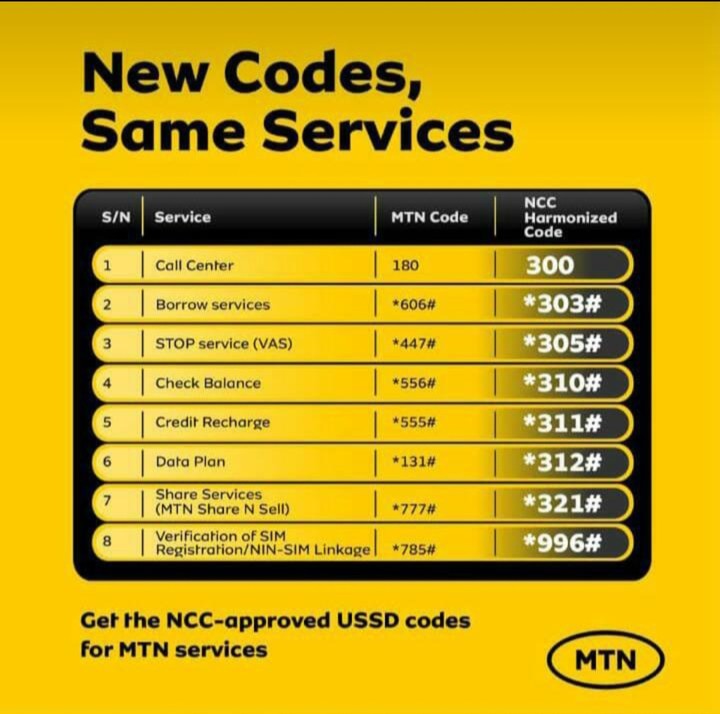 New Codes,
Same Services
S/N Service MTN Code NCC Harmonized Code
1 Call Center 180 300
2 Borrow services *606# *303#
3 STOP service (VAS) *447# *305#
4 Check Balance *556# *310#
5 Credit Recharge *555# *311#
6 Data Plan *131# *312#
7 Share Services (MTN Share N Sell) *777# *321#
8 Verification of SIM Registration/NIN-SIM Linkage *785# *996#
Get the NCC-approved USSD codes
for MTN services
MTN